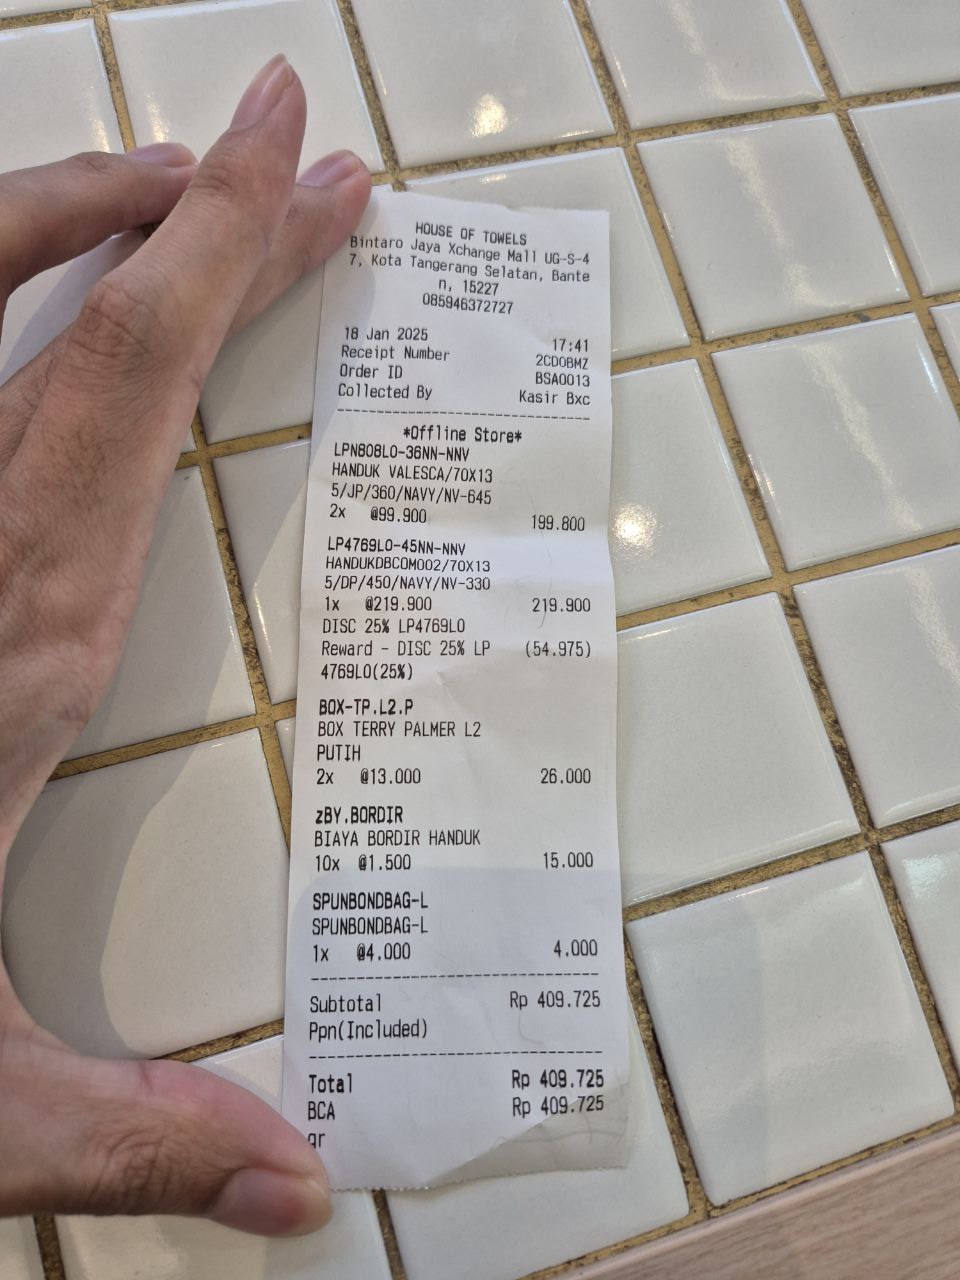 HOUSE OF TOWELS
Bintaro Jaya Xchange Mall UG-S-4
7, Kota Tangerang Selatan, Bante
n, 15227
085946372727
18 Jan 2025 17:41
Receipt Number 2CDOBMZ
Order ID BSA0013
Collected By Kasir Bxc
*Offline Store*
LPN808LO-36NN-NNV
HANDUK VALESCA/70X13
5/JP/360/NAVY/NV-645
2x @99.900 199.800
LP4769LO-45NN-NNV
HANDUKDBCOM002/70X13
5/DP/450/NAVY/NV-330
1x @219.900 219.900
DISC 25% LP4769LO
Reward - DISC 25% LP (54.975)
4769LO(25%)
BOX-TP.L2.P
BOX TERRY PALMER L2
PUTIH
2x @13.000 26.000
zBY.BORDIR
BIAYA BORDIR HANDUK
10x @1.500 15.000
SPUNBONDBAG-L
SPUNBONDBAG-L
1x @4.000 4.000
Subtotal Rp 409.725
Ppn(Included)
Total Rp 409.725
BCA Rp 409.725
qr